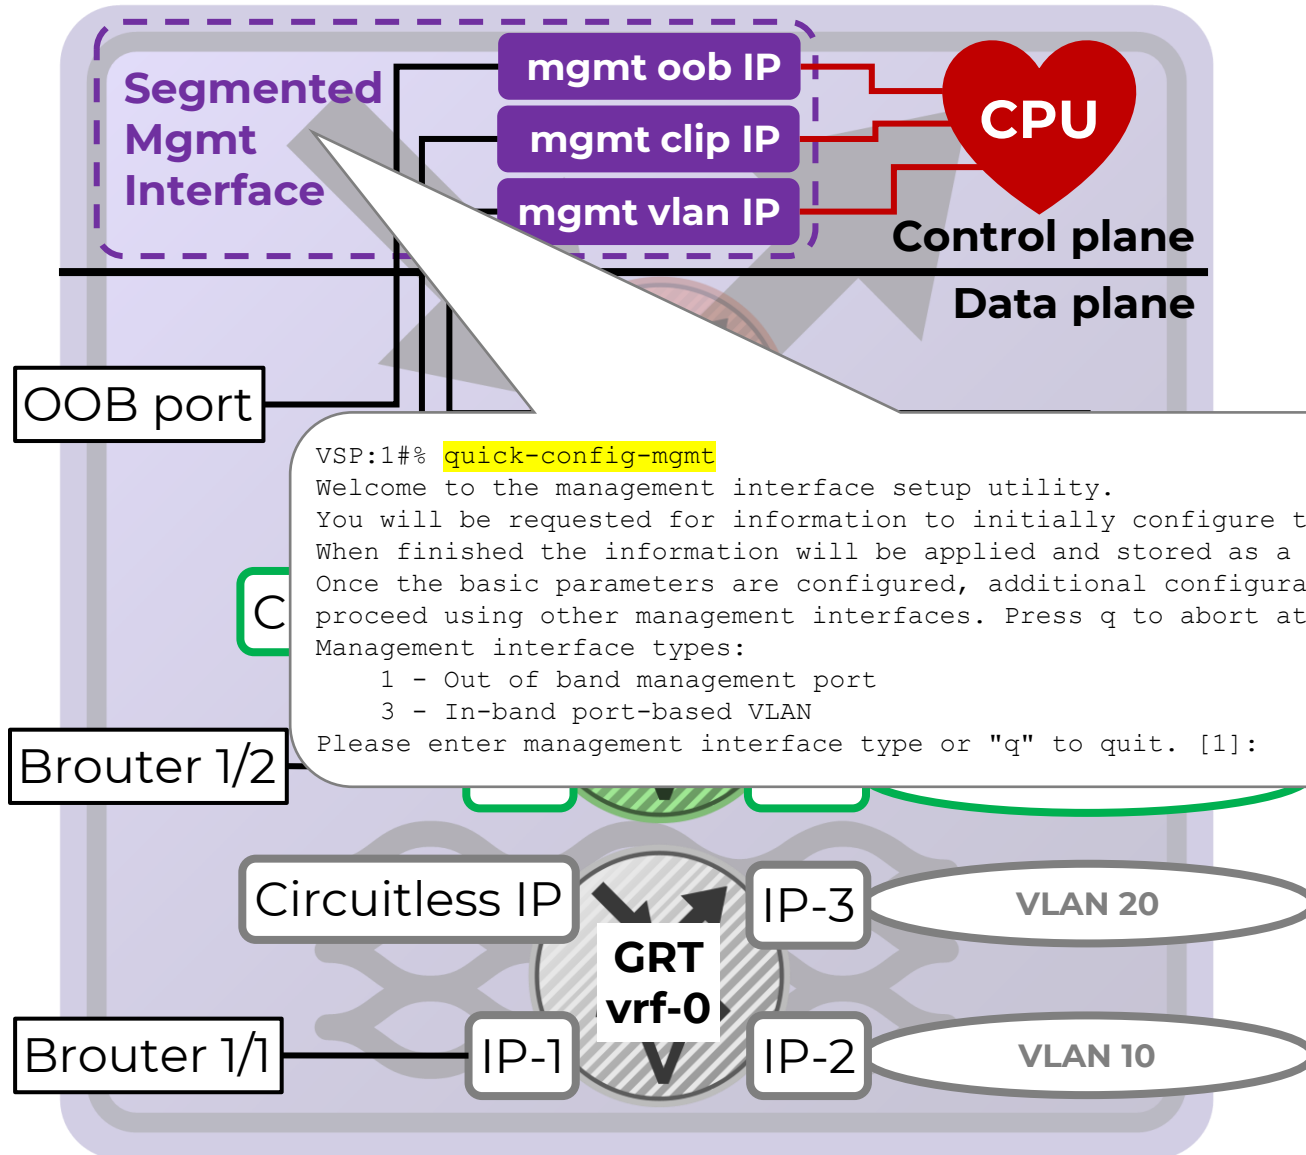 Segmented
Mgmt
Interface
mgmt oob IP
mgmt clip IP
mgmt vlan IP
CPU
Control plane
Data plane
OOB port
VSP:1#% quick-config-mgmt
Welcome to the management interface setup utility.
You will be requested for information to initially configure t
When finished the information will be applied and stored as a
Once the basic parameters are configured, additional configura
proceed using other management interfaces. Press q to abort at
Management interface types:
1 - Out of band management port
3 - In-band port-based VLAN
Please enter management interface type or "q" to quit. [1]:
C
Brouter 1/2
Circuitless IP
IP-3
VLAN 20
GRT
vrf-0
Brouter 1/1
IP-1
IP-2
VLAN 10